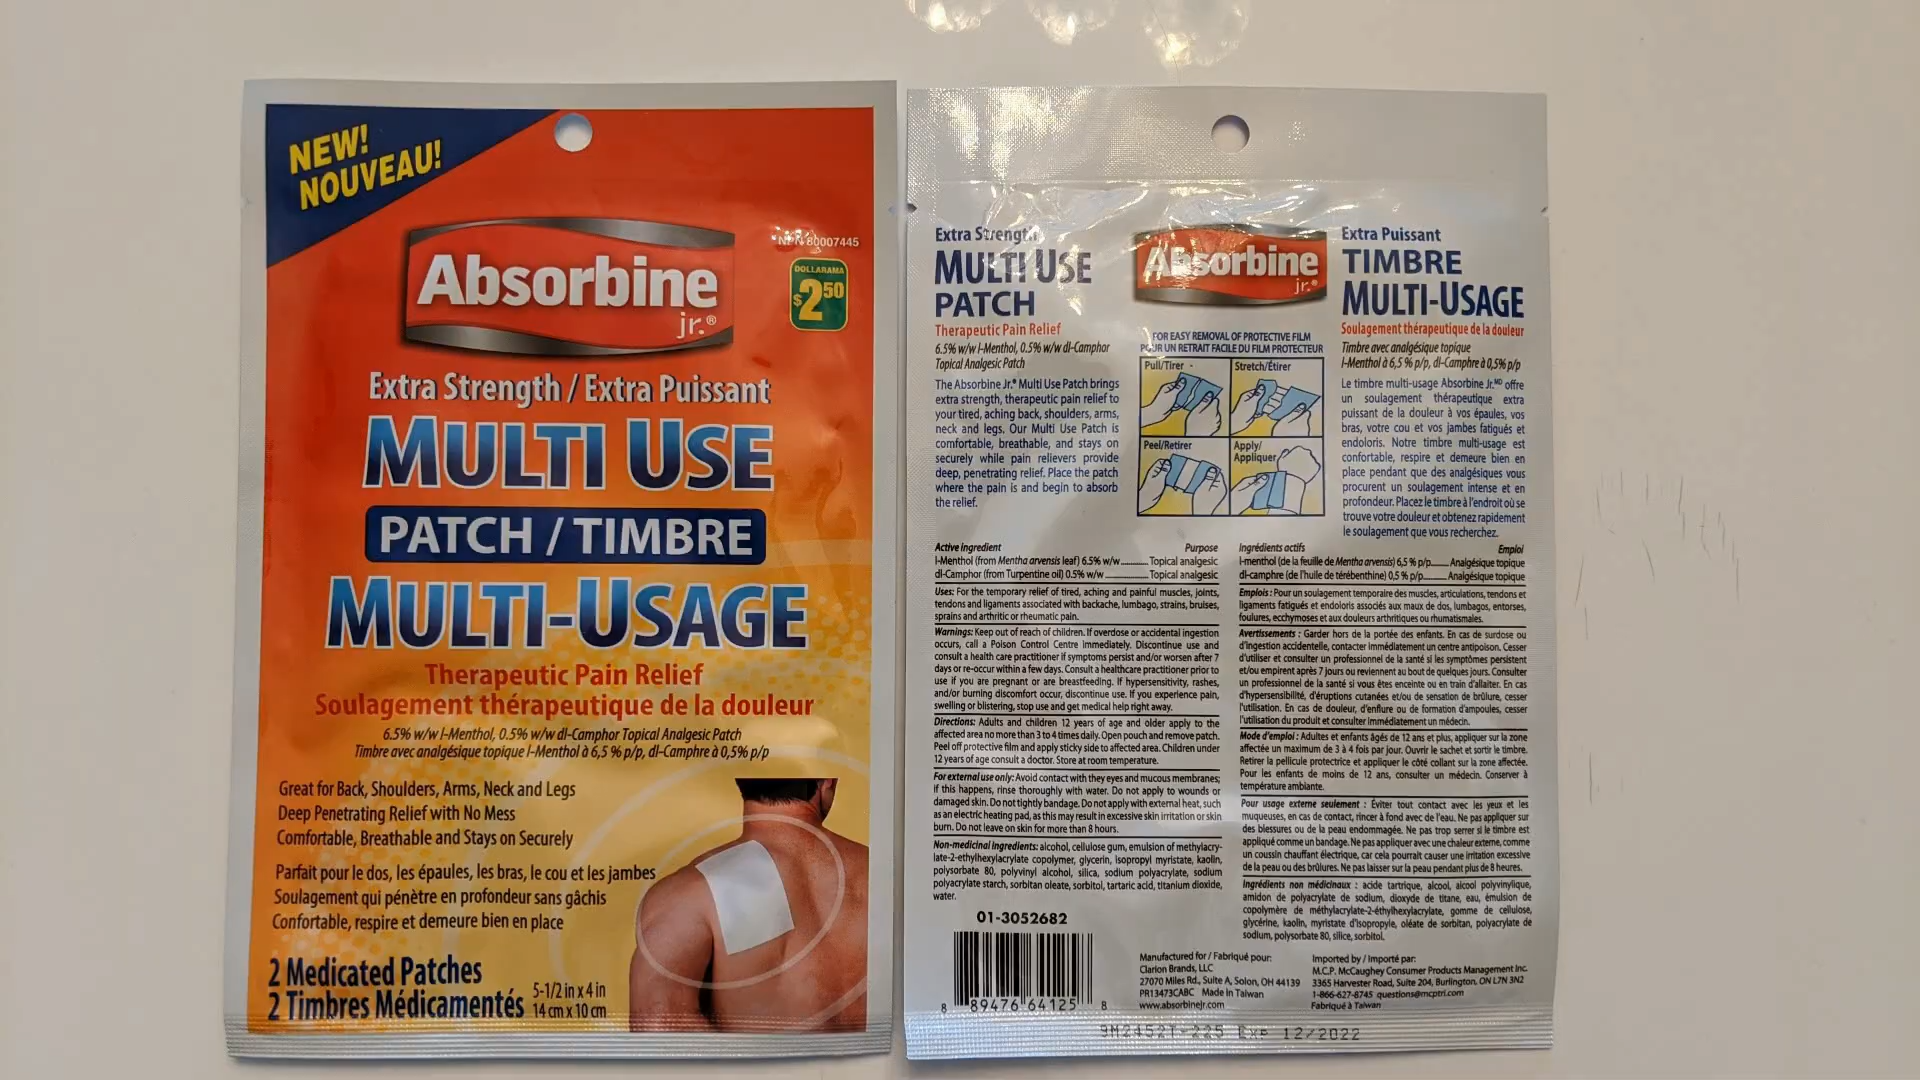 NEW!
NOUVEAU!
NPN 80007445
DOLLARAMA
$2.50
Absorbine
jr.®
Extra Strength / Extra Puissant
MULTI USE
PATCH / TIMBRE
MULTI-USAGE
Therapeutic Pain Relief
Soulagement thérapeutique de la douleur
6.5% w/w l-Menthol, 0.5% w/w dl-Camphor Topical Analgesic Patch
Timbre avec analgésique topique l-Menthol à 6,5 % p/p, dl-Camphre à 0,5% p/p
Great for Back, Shoulders, Arms, Neck and Legs
Deep Penetrating Relief with No Mess
Comfortable, Breathable and Stays on Securely
Parfait pour le dos, les épaules, les bras, le cou et les jambes
Soulagement qui pénètre en profondeur sans gâchis
Confortable, respire et demeure bien en place
2 Medicated Patches
2 Timbres Médicamentés
5-1/2 in x 4 in
14 cm x 10 cm
Extra Strength
MULTI USE
PATCH
Therapeutic Pain Relief
6.5% w/w l-Menthol, 0.5% w/w dl-Camphor
Topical Analgesic Patch
The Absorbine Jr.® Multi Use Patch brings
extra strength, therapeutic pain relief to
your tired, aching back, shoulders, arms,
neck and legs. Our Multi Use Patch is
comfortable, breathable, and stays on
securely while pain relievers provide
deep, penetrating relief. Place the patch
where the pain is and begin to absorb
the relief.
Absorbine
jr.®
FOR EASY REMOVAL OF PROTECTIVE FILM
POUR UN RETRAIT FACILE DU FILM PROTECTEUR
Pull/Tirer
Stretch/Étirer
Peel/Retirer
Apply/
Appliquer
Extra Puissant
TIMBRE
MULTI-USAGE
Soulagement thérapeutique de la douleur
Timbre avec analgésique topique
l-Menthol à 6,5 % p/p, dl-Camphre à 0,5% p/p
Le timbre multi-usage Absorbine Jr.MD offre
un soulagement thérapeutique extra
puissant de la douleur à vos épaules, vos
bras, votre cou et vos jambes fatigués et
endoloris. Notre timbre multi-usage est
confortable, respire et demeure bien en
place pendant que des analgésiques vous
procurent un soulagement intense et en
profondeur. Placez le timbre à l'endroit où se
trouve votre douleur et obtenez rapidement
le soulagement que vous recherchez.
Active ingredient Purpose
l-Menthol (from Mentha arvensis leaf) 6.5% w/w Topical analgesic
dl-Camphor (from Turpentine oil) 0.5% w/w Topical analgesic
Uses: For the temporary relief of tired, aching and painful muscles, joints,
tendons and ligaments associated with backache, lumbago, strains, bruises,
sprains and arthritic or rheumatic pain.
Warnings: Keep out of reach of children. If overdose or accidental ingestion
occurs, call a Poison Control Centre immediately. Discontinue use and
consult a health care practitioner if symptoms persist and/or worsen after 7
days or re-occur within a few days. Consult a healthcare practitioner prior to
use if you are pregnant or are breastfeeding. If hypersensitivity, rashes,
and/or burning discomfort occur, discontinue use. If you experience pain,
swelling or blistering, stop use and get medical help right away.
Directions: Adults and children 12 years of age and older apply to the
affected area no more than 3 to 4 times daily. Open pouch and remove patch.
Peel off protective film and apply sticky side to affected area. Children under
12 years of age consult a doctor. Store at room temperature.
For external use only: Avoid contact with they eyes and mucous membranes;
if this happens, rinse thoroughly with water. Do not apply to wounds or
damaged skin. Do not tightly bandage. Do not apply with external heat, such
as an electric heating pad, as this may result in excessive skin irritation or skin
burn. Do not leave on skin for more than 8 hours.
Non-medicinal ingredients: alcohol, cellulose gum, emulsion of methylacry-
late-2-ethylhexylacrylate copolymer, glycerin, isopropyl myristate, kaolin,
polysorbate 80, polyvinyl alcohol, silica, sodium polyacrylate, sodium
polyacrylate starch, sorbitan oleate, sorbitol, tartaric acid, titanium dioxide,
water.
Ingrédients actifs Emploi
l-menthol (de la feuille de Mentha arvensis) 6,5 % p/p Analgésique topique
dl-camphre (de l'huile de térébenthine) 0,5 % p/p Analgésique topique
Emplois : Pour un soulagement temporaire des muscles, articulations, tendons et
ligaments fatigués et endoloris associés aux maux de dos, lumbagos, entorses,
foulures, ecchymoses et aux douleurs arthritiques ou rhumatismales.
Avertissements : Garder hors de la portée des enfants. En cas de surdose ou
d'ingestion accidentelle, contacter immédiatement un centre antipoison. Cesser
d'utiliser et consulter un professionnel de la santé si les symptômes persistent
et/ou empirent après 7 jours ou reviennent au bout de quelques jours. Consulter
un professionnel de la santé si vous êtes enceinte ou en train d'allaiter. En cas
d'hypersensibilité, d'éruptions cutanées et/ou de sensation de brûlure, cesser
l'utilisation. En cas de douleur, d'enflure ou de formation d'ampoules, cesser
l'utilisation du produit et consulter immédiatement un médecin.
Mode d'emploi : Adultes et enfants âgés de 12 ans et plus, appliquer sur la zone
affectée un maximum de 3 à 4 fois par jour. Ouvrir le sachet et sortir le timbre.
Retirer la pellicule protectrice et appliquer le côté collant sur la zone affectée.
Pour les enfants de moins de 12 ans, consulter un médecin. Conserver à
température ambiante.
Pour usage externe seulement : Éviter tout contact avec les yeux et les
muqueuses, en cas de contact, rincer à fond avec de l'eau. Ne pas appliquer sur
des blessures ou de la peau endommagée. Ne pas trop serrer si le timbre est
appliqué comme un bandage. Ne pas appliquer avec une chaleur externe, comme
un coussin chauffant électrique, car cela pourrait causer une irritation excessive
de la peau ou des brûlures. Ne pas laisser sur la peau pendant plus de 8 heures.
Ingrédients non médicinaux : acide tartrique, alcool, alcool polyvinylique,
amidon de polyacrylate de sodium, dioxyde de titane, eau, émulsion de
copolymère de méthylacrylate-2-éthylhexylacrylate, gomme de cellulose,
glycérine, kaolin, myristate d'isopropyle, oléate de sorbitan, polyacrylate de
sodium, polysorbate 80, silice, sorbitol.
01-3052682
8 89476 64125 8
Manufactured for / Fabriqué pour:
Clarion Brands, LLC
27070 Miles Rd., Suite A, Solon, OH 44139
PR13473CABC Made in Taiwan
www.absorbinejr.com
Imported by / Importé par:
M.C.P. McCaughey Consumer Products Management Inc.
3365 Harvester Road, Suite 204, Burlington, ON L7N 3N2
1-866-627-8745 questions@mcptrl.com
Fabriqué à Taiwan
Exp 12/2022